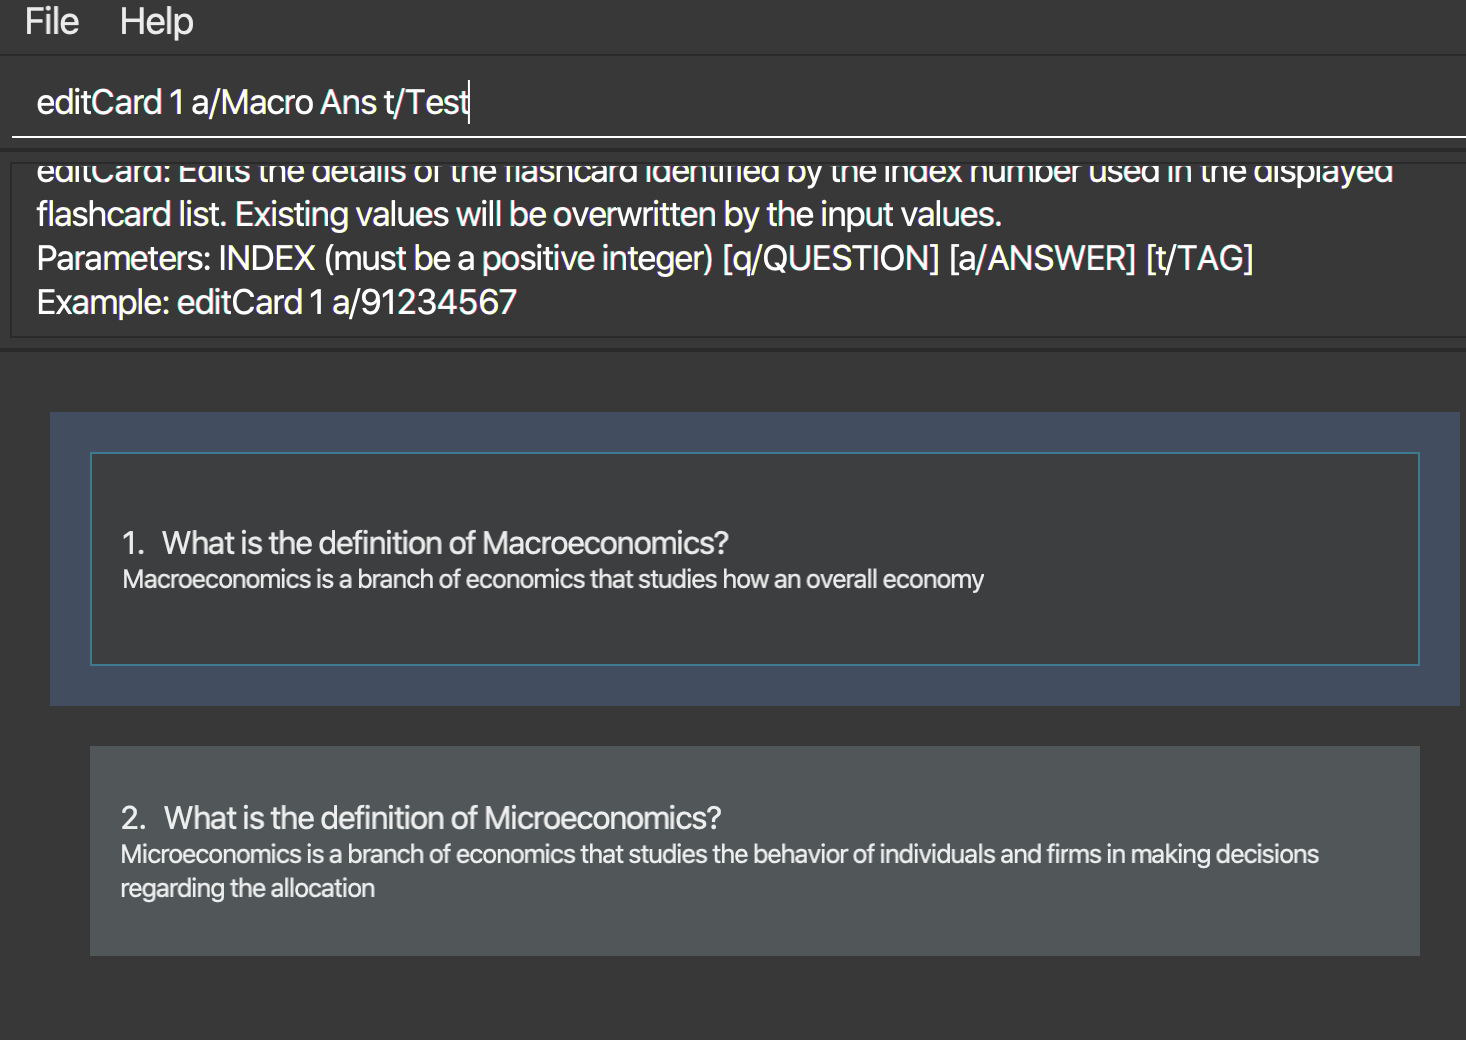 File Help
editCard 1 a/Macro Ans t/Test
editCard: Edits the details of the flashcard identified by the index number used in the displayed
flashcard list. Existing values will be overwritten by the input values.
Parameters: INDEX (must be a positive integer) [q/QUESTION] [a/ANSWER] [t/TAG]
Example: editCard 1 a/91234567
1. What is the definition of Macroeconomics?
Macroeconomics is a branch of economics that studies how an overall economy
2. What is the definition of Microeconomics?
Microeconomics is a branch of economics that studies the behavior of individuals and firms in making decisions
regarding the allocation